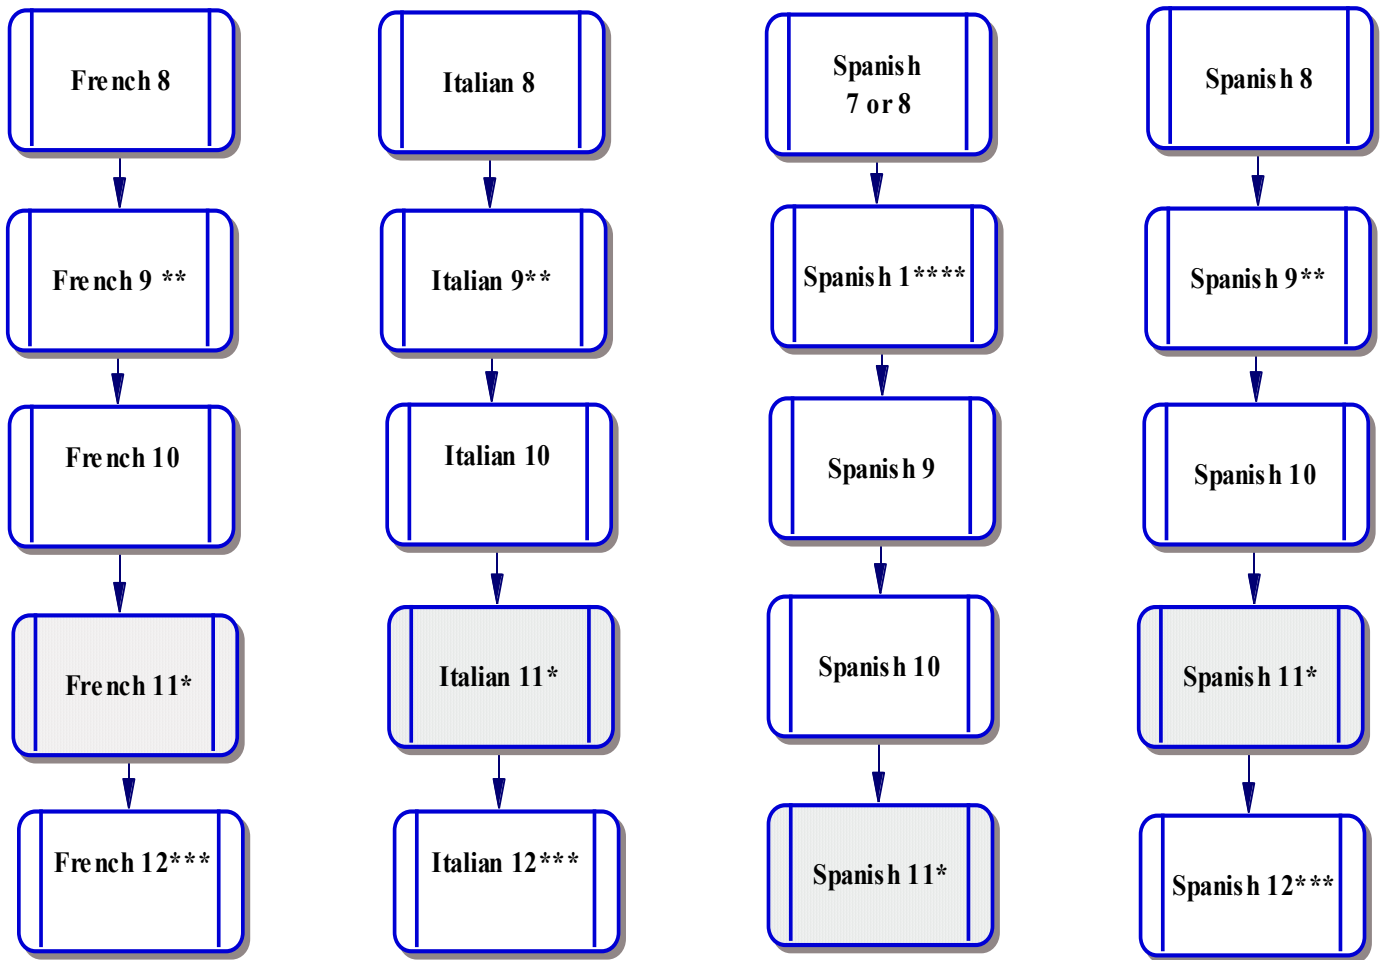 French 8
Italian 8
Spanish
7 or 8
Spanish 8
French 9 **
Italian 9**
Spanish 1****
Spanish 9**
French 10
Italian 10
Spanish 9
Spanish 10
French 11*
Italian 11*
Spanish 10
Spanish 11*
French 12***
Italian 12***
Spanish 11*
Spanish 12***